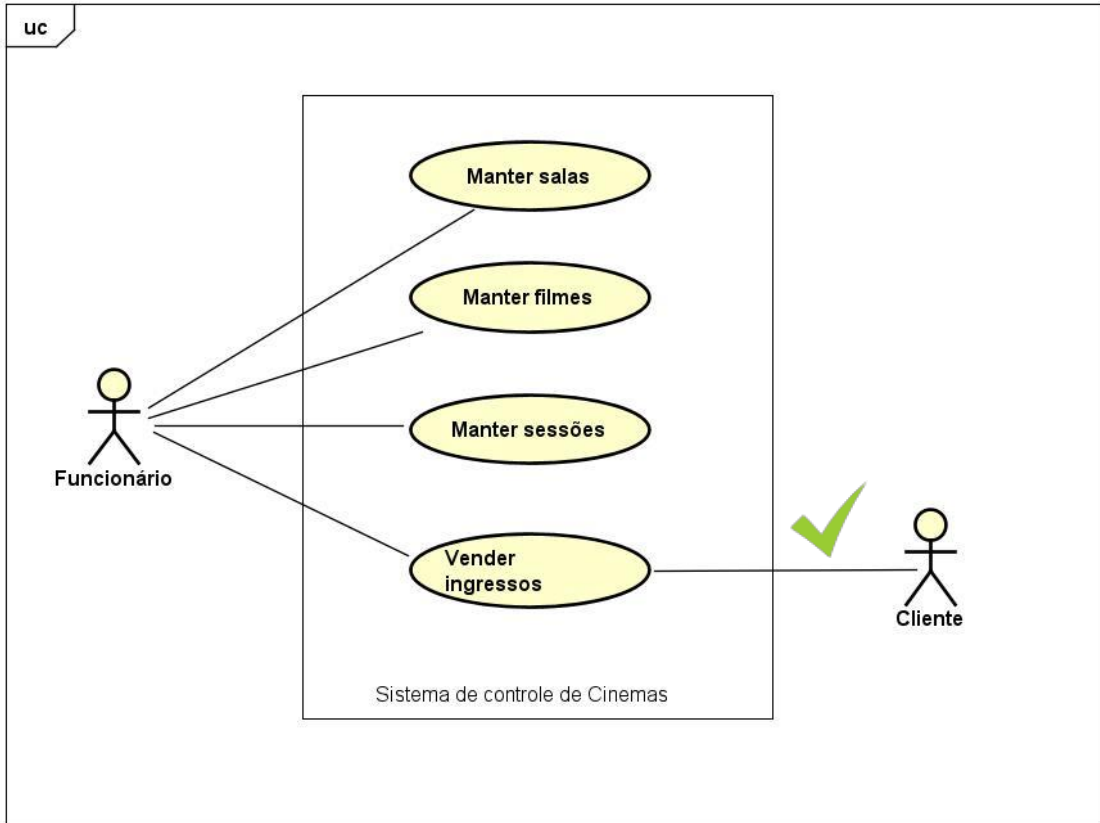 uc
Manter salas
Manter filmes
Manter sessões
Funcionário
Vender
ingressos
Cliente
Sistema de controle de Cinemas